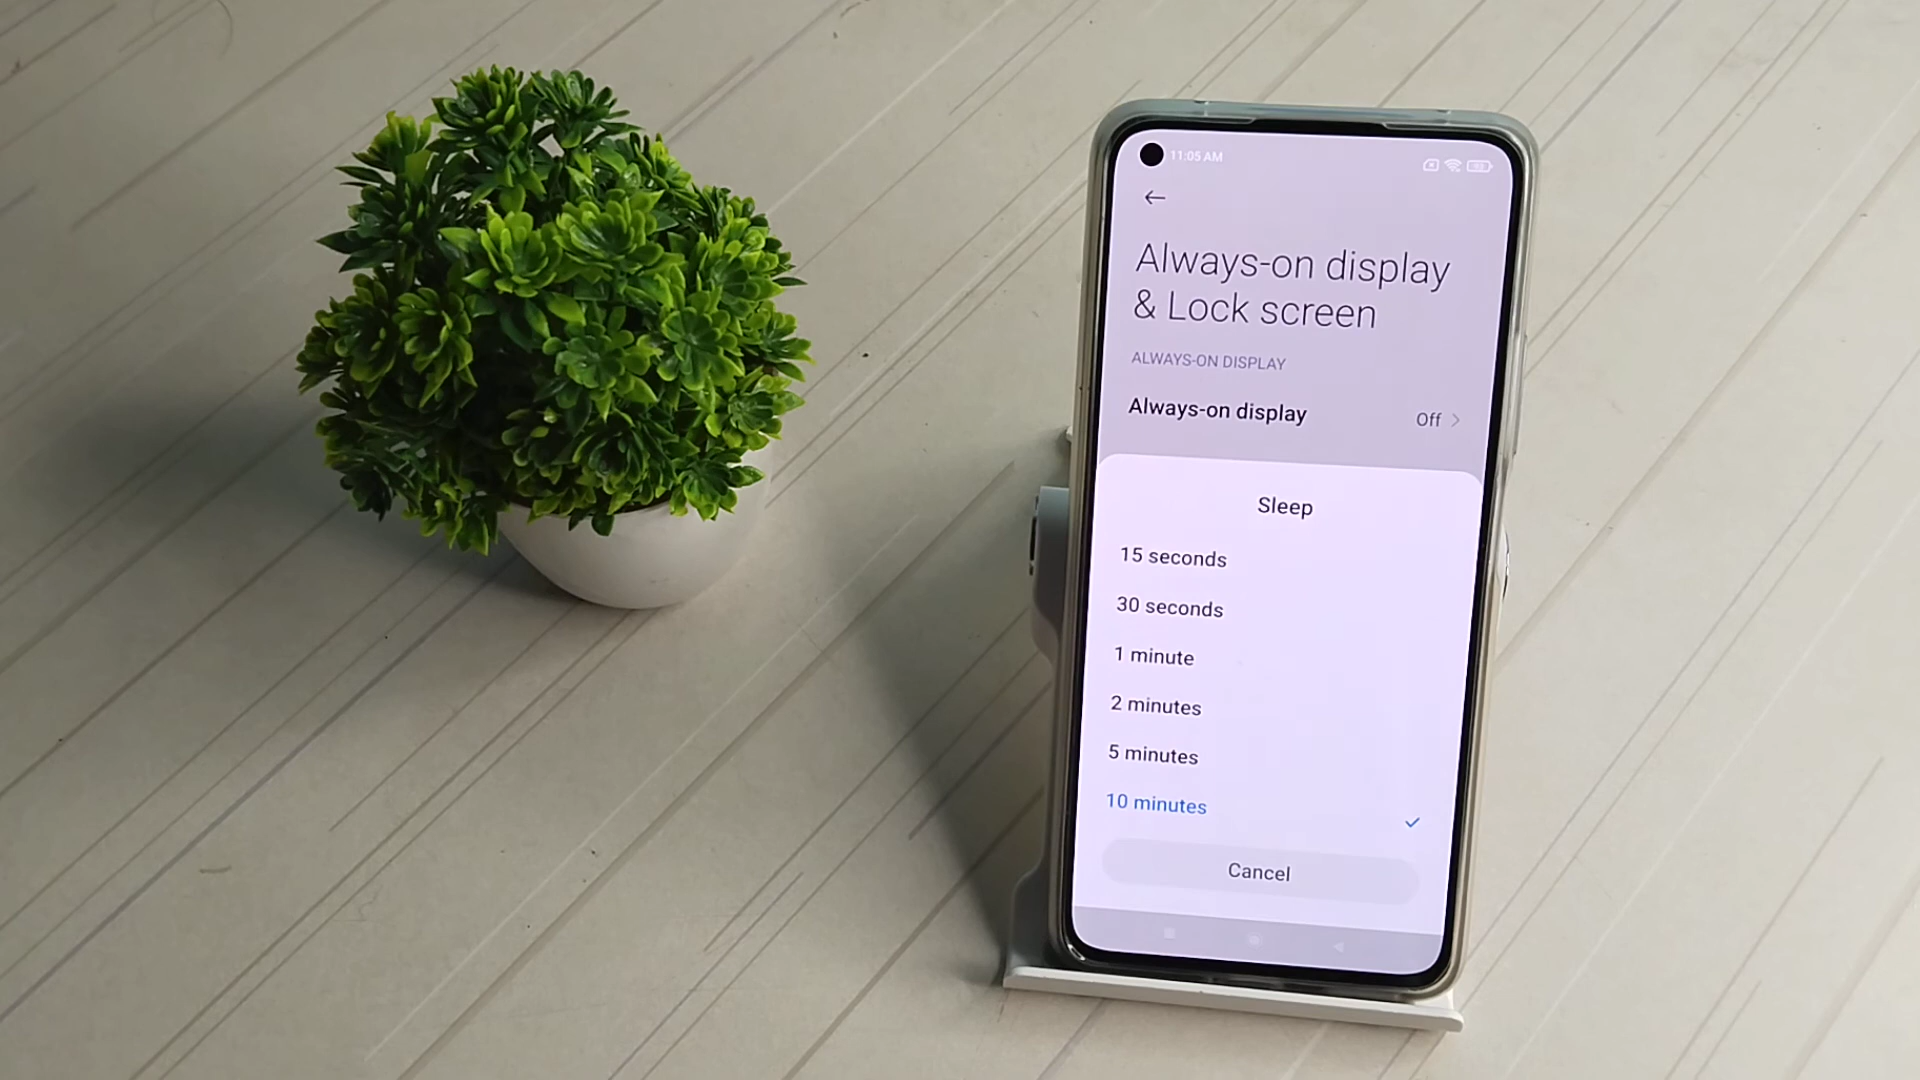 11:05 AM
Always-on display
& Lock screen
ALWAYS-ON DISPLAY
Always-on display Off
Sleep
15 seconds
30 seconds
1 minute
2 minutes
5 minutes
10 minutes
Cancel